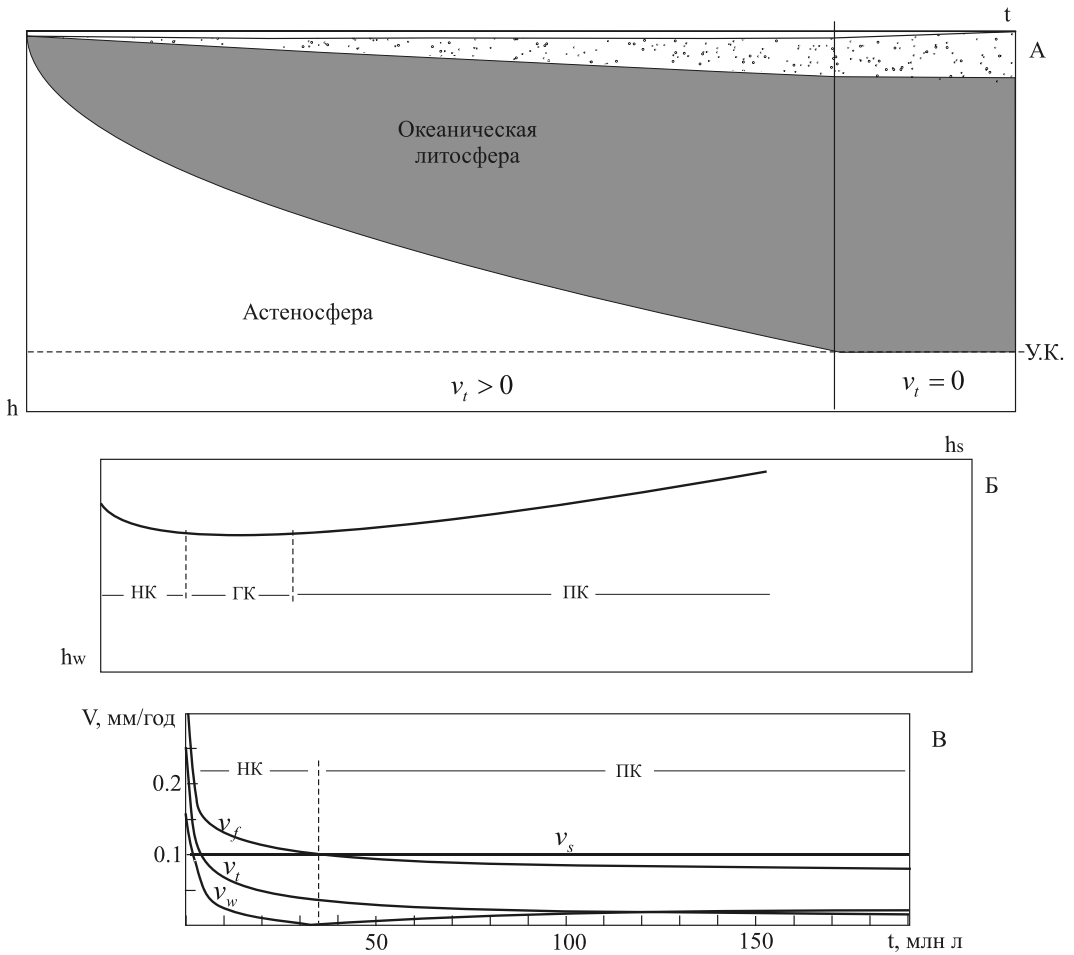 t
А
Океаническая
литосфера
Астеносфера
У.К.
v_t > 0
v_t = 0
h
hs
Б
НК
ГК
ПК
hw
V, мм/год
В
НК
ПК
0.2
v_f
v_s
0.1
v_t
v_w
50
100
150
t, млн л